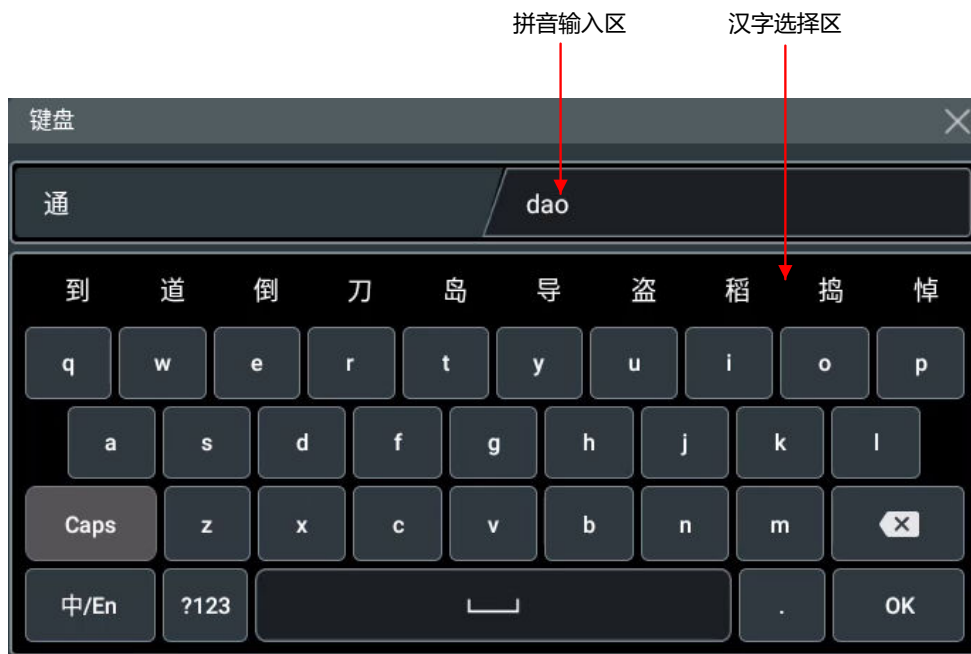 拼音输入区 汉字选择区
键盘
通 dao
到 道 倒 刀 岛 导 盗 稻 捣 悼
q w e r t y u i o p
a s d f g h j k l
Caps z x c v b n m
中/En ?123 . OK